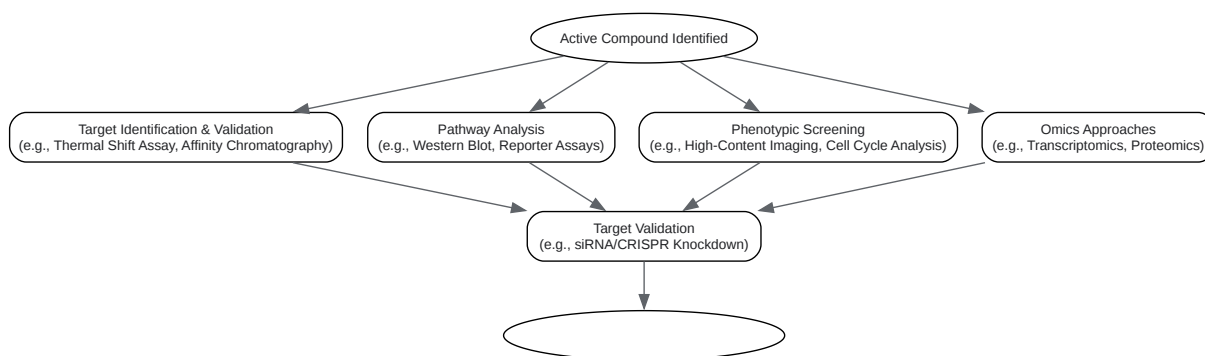 Active Compound Identified
Target Identification & Validation
(e.g., Thermal Shift Assay, Affinity Chromatography)
Pathway Analysis
(e.g., Western Blot, Reporter Assays)
Phenotypic Screening
(e.g., High-Content Imaging, Cell Cycle Analysis)
Omics Approaches
(e.g., Transcriptomics, Proteomics)
Target Validation
(e.g., siRNA/CRISPR Knockdown)